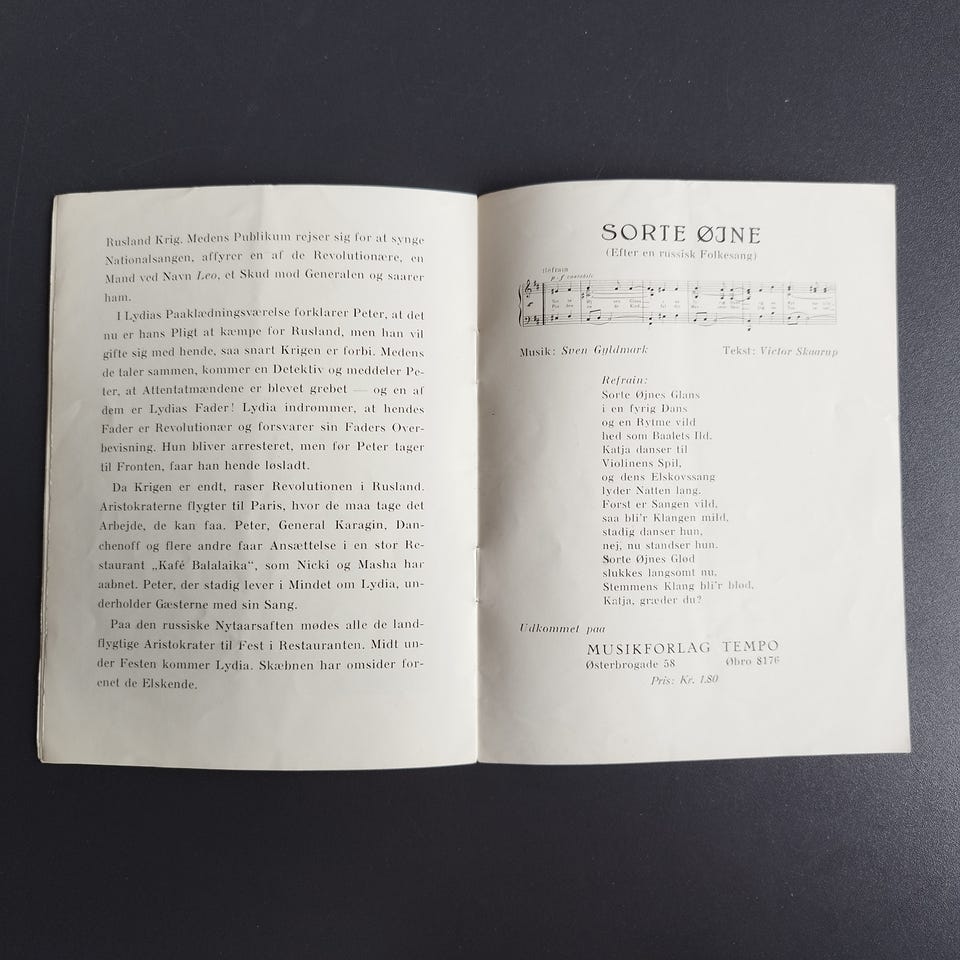 Rusland Krig. Medens Publikum rejser sig for at synge
Nationalsangen, affyrer en af de Revolutionære, en
Mand ved Navn Leo, et Skud mod Generalen og saarer
ham.
I Lydias Paaklædningsværelse forklarer Peter, at det
nu er hans Pligt at kæmpe for Rusland, men han vil
gifte sig med hende, saa snart Krigen er forbi. Medens
de taler sammen, kommer en Detektiv og meddeler Pe-
ter, at Attentatmændene er blevet grebet — og en af
dem er Lydias Fader! Lydia indrømmer, at hendes
Fader er Revolutionær og forsvarer sin Faders Over-
bevisning. Hun bliver arresteret, men før Peter tager
til Fronten, faar han hende løsladt.
Da Krigen er endt, raser Revolutionen i Rusland.
Aristokraterne flygter til Paris, hvor de maa tage det
Arbejde, de kan faa. Peter, General Karagin, Dan-
chenoff og flere andre faar Ansættelse i en stor Re-
staurant „Kafé Balalaika“, som Nicki og Masha har
aabnet. Peter, der stadig lever i Mindet om Lydia, un-
derholder Gæsterne med sin Sang.
Paa den russiske Nytaarsaften mødes alle de land-
flygtige Aristokrater til Fest i Restauranten. Midt un-
der Festen kommer Lydia. Skæbnen har omsider for-
enet de Elskende.
SORTE ØJNE
(Efter en russisk Folkesang)
Refrain
p-f cantabile
Musik: Sven Gyldmark Tekst: Victor Skaarup
Refrain:
Sorte Øjnes Glans
i en fyrig Dans
og en Rytme vild
hed som Baalets Ild.
Katja danser til
Violinens Spil,
og dens Elskovssang
lyder Natten lang.
Først er Sangen vild,
saa bli'r Klangen mild,
stadig danser hun,
nej, nu standser hun.
Sorte Øjnes Glød
slukkes langsomt nu,
Stemmens Klang bli'r blød,
Katja, græder du?
Udkommet paa
MUSIKFORLAG TEMPO
Østerbrogade 58 Øbro 8176
Pris: Kr. 1.80